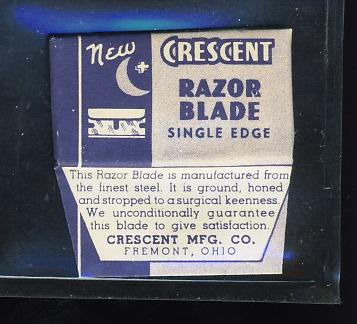 New CRESCENT
RAZOR
BLADE
SINGLE EDGE
This Razor Blade is manufactured from
the finest steel. It is ground, honed
and stropped to a surgical keenness.
We unconditionally guarantee
this blade to give satisfaction.
CRESCENT MFG. CO.
FREMONT, OHIO